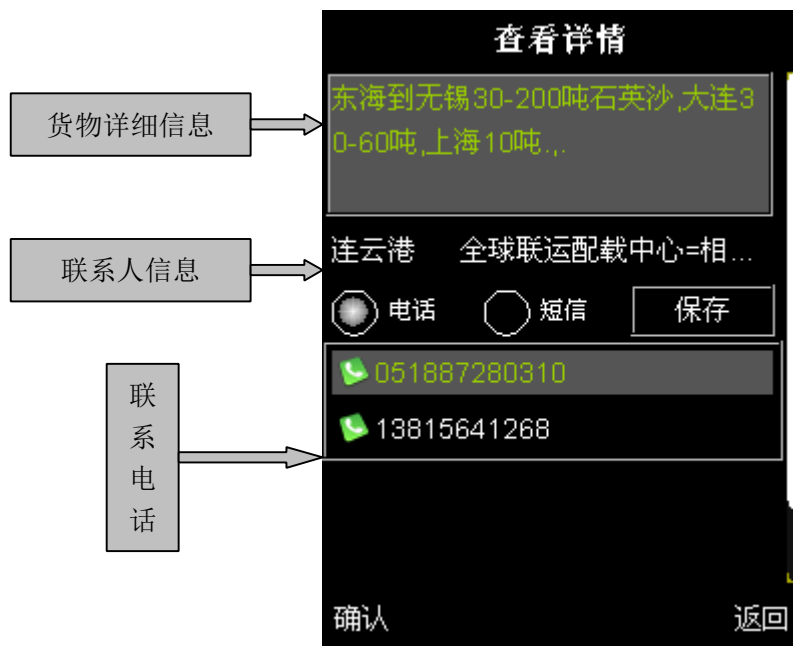 查看详情
货物详细信息
东海到无锡30-200吨石英沙,大连3
0-60吨,上海10吨.,.
联系人信息
连云港 全球联运配载中心=相...
电话 短信 保存
联系电话
051887280310
13815641268
确认 返回